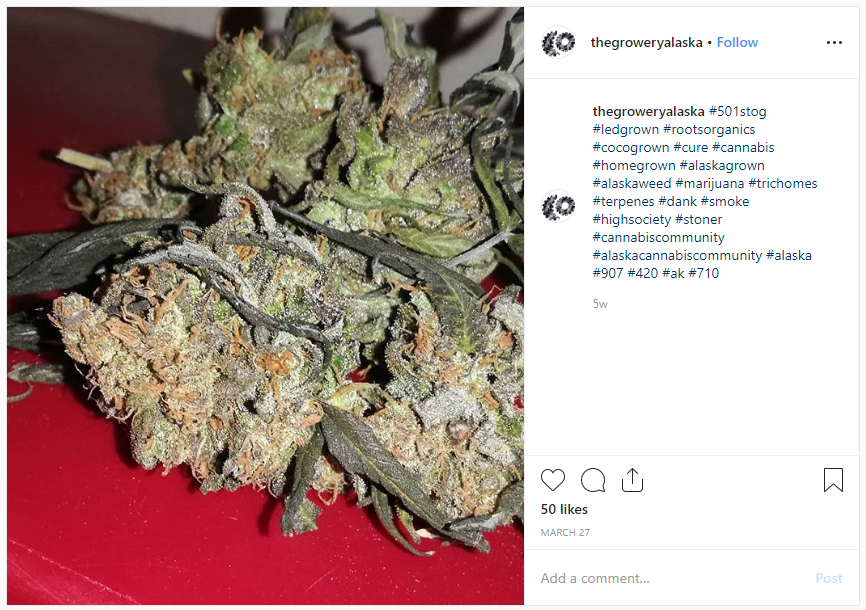 thegroweryalaska • Follow
thegroweryalaska #501stog
#ledgrown #rootsorganics
#cocogrown #cure #cannabis
#homegrown #alaskagrown
#alaskaweed #marijuana #trichomes
#terpenes #dank #smoke
#highsociety #stoner
#cannabiscommunity
#alaskacannabiscommunity #alaska
#907 #420 #ak #710
5w
50 likes
MARCH 27
Add a comment...
Post